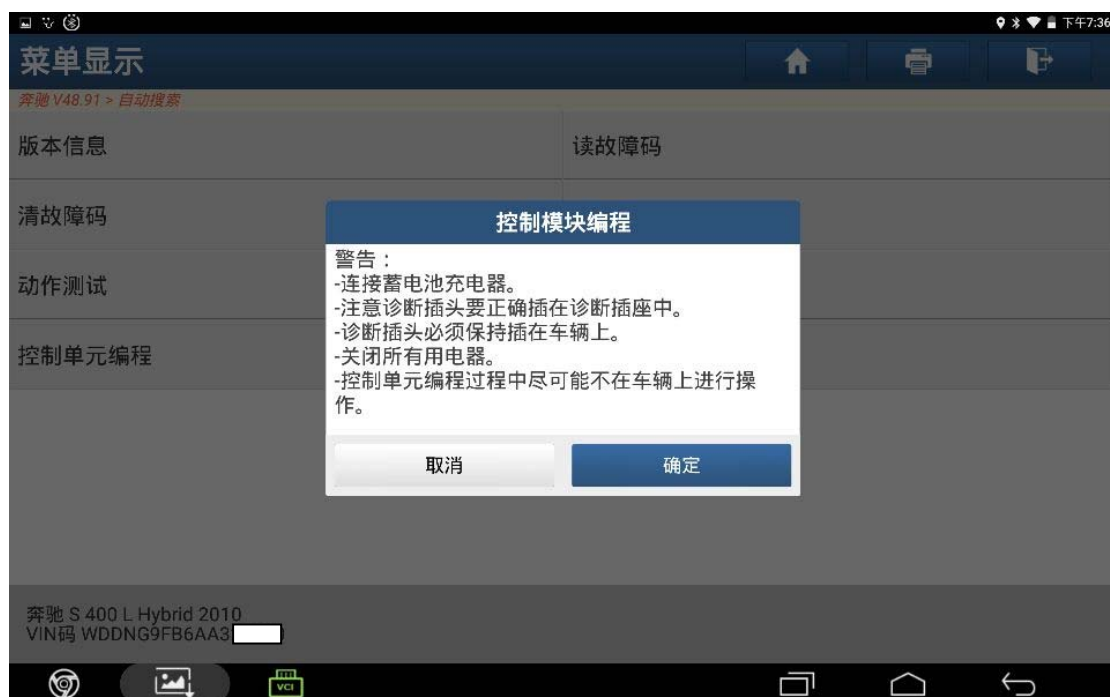 下午7:36
菜单显示
奔驰 V48.91 > 自动搜索
版本信息
读故障码
清故障码
动作测试
控制单元编程
控制模块编程
警告：
-连接蓄电池充电器。
-注意诊断插头要正确插在诊断插座中。
-诊断插头必须保持插在车辆上。
-关闭所有用电器。
-控制单元编程过程中尽可能不在车辆上进行操
作。
取消
确定
奔驰 S 400 L Hybrid 2010
VIN码 WDDNG9FB6AA3
VCI